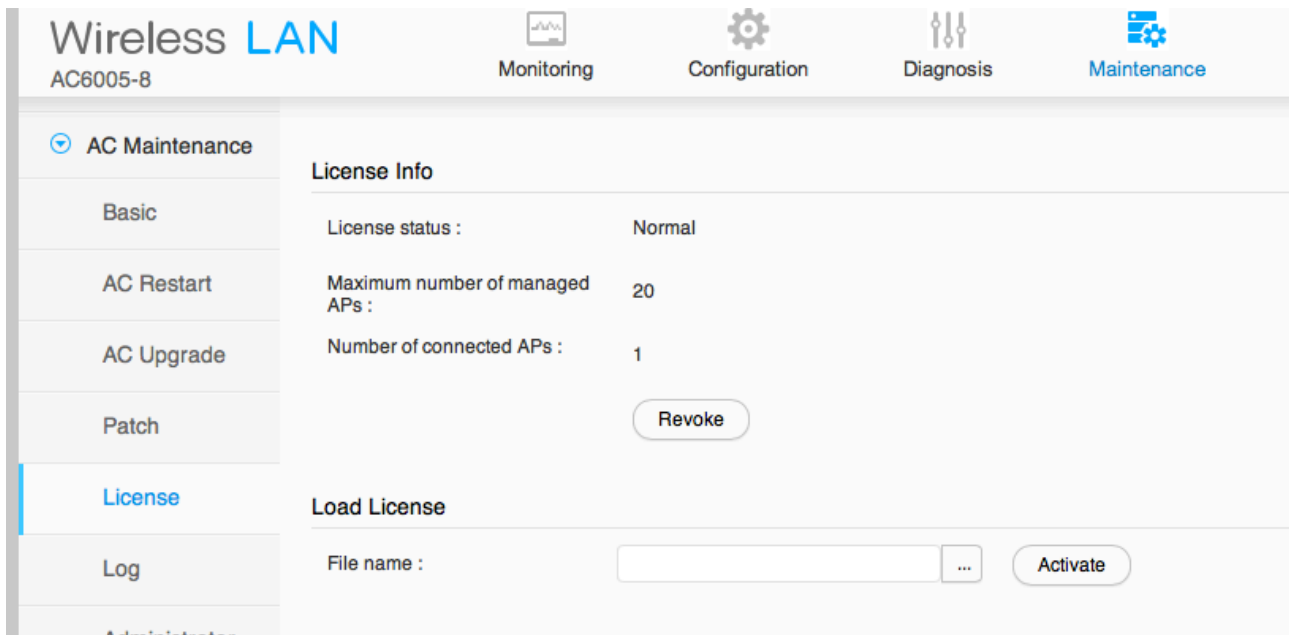 Wireless LAN
AC6005-8
Monitoring
Configuration
Diagnosis
Maintenance
AC Maintenance
Basic
AC Restart
AC Upgrade
Patch
License
Log
License Info
License status :
Normal
Maximum number of managed
APs :
20
Number of connected APs :
1
Revoke
Load License
File name :
...
Activate